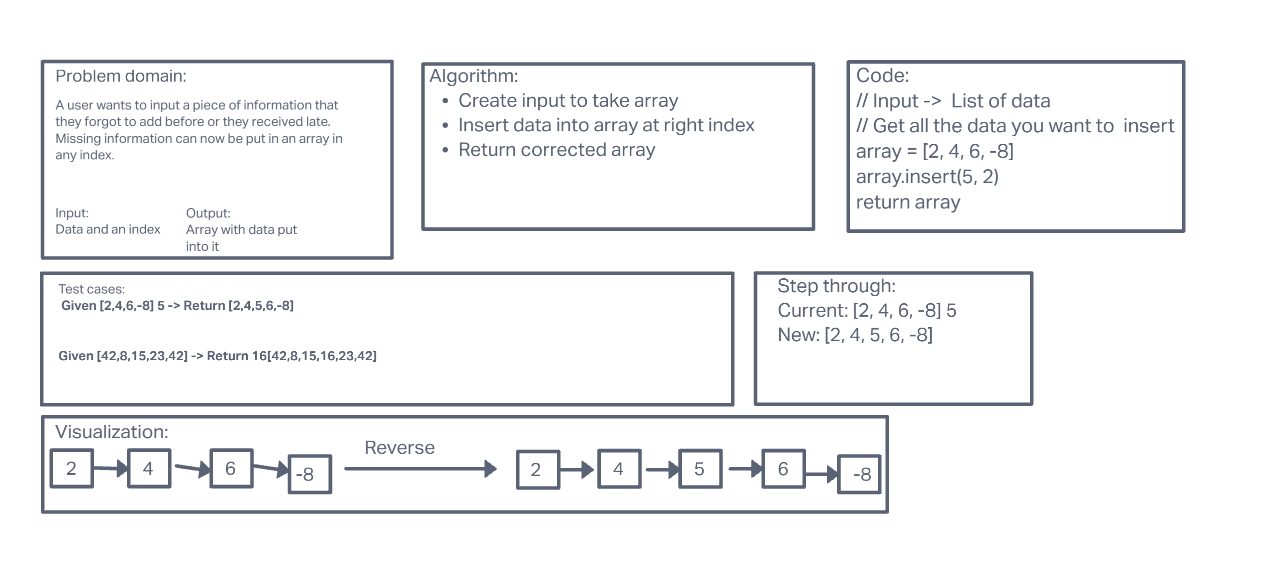 Problem domain:
A user wants to input a piece of information that
they forgot to add before or they received late.
Missing information can now be put in an array in
any index.
Input:
Data and an index
Output:
Array with data put
into it
Algorithm:
• Create input to take array
• Insert data into array at right index
• Return corrected array
Code:
// Input -> List of data
// Get all the data you want to insert
array = [2, 4, 6, -8]
array.insert(5, 2)
return array
Test cases:
Given [2,4,6,-8] 5 -> Return [2,4,5,6,-8]
Given [42,8,15,23,42] -> Return 16[42,8,15,16,23,42]
Step through:
Current: [2, 4, 6, -8] 5
New: [2, 4, 5, 6, -8]
Visualization:
2 4 6 -8
Reverse
2 4 5 6 -8